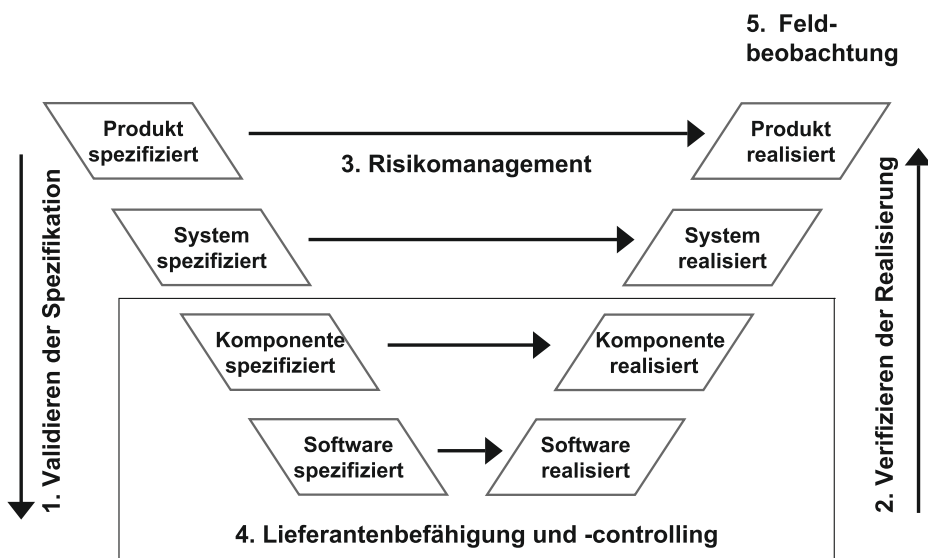 5. Feld-
beobachtung
Produkt
spezifiziert
Produkt
realisiert
3. Risikomanagement
System
spezifiziert
System
realisiert
Komponente
spezifiziert
Komponente
realisiert
Software
spezifiziert
Software
realisiert
4. Lieferantenbefähigung und -controlling
1. Validieren der Spezifikation
2. Verifizieren der Realisierung